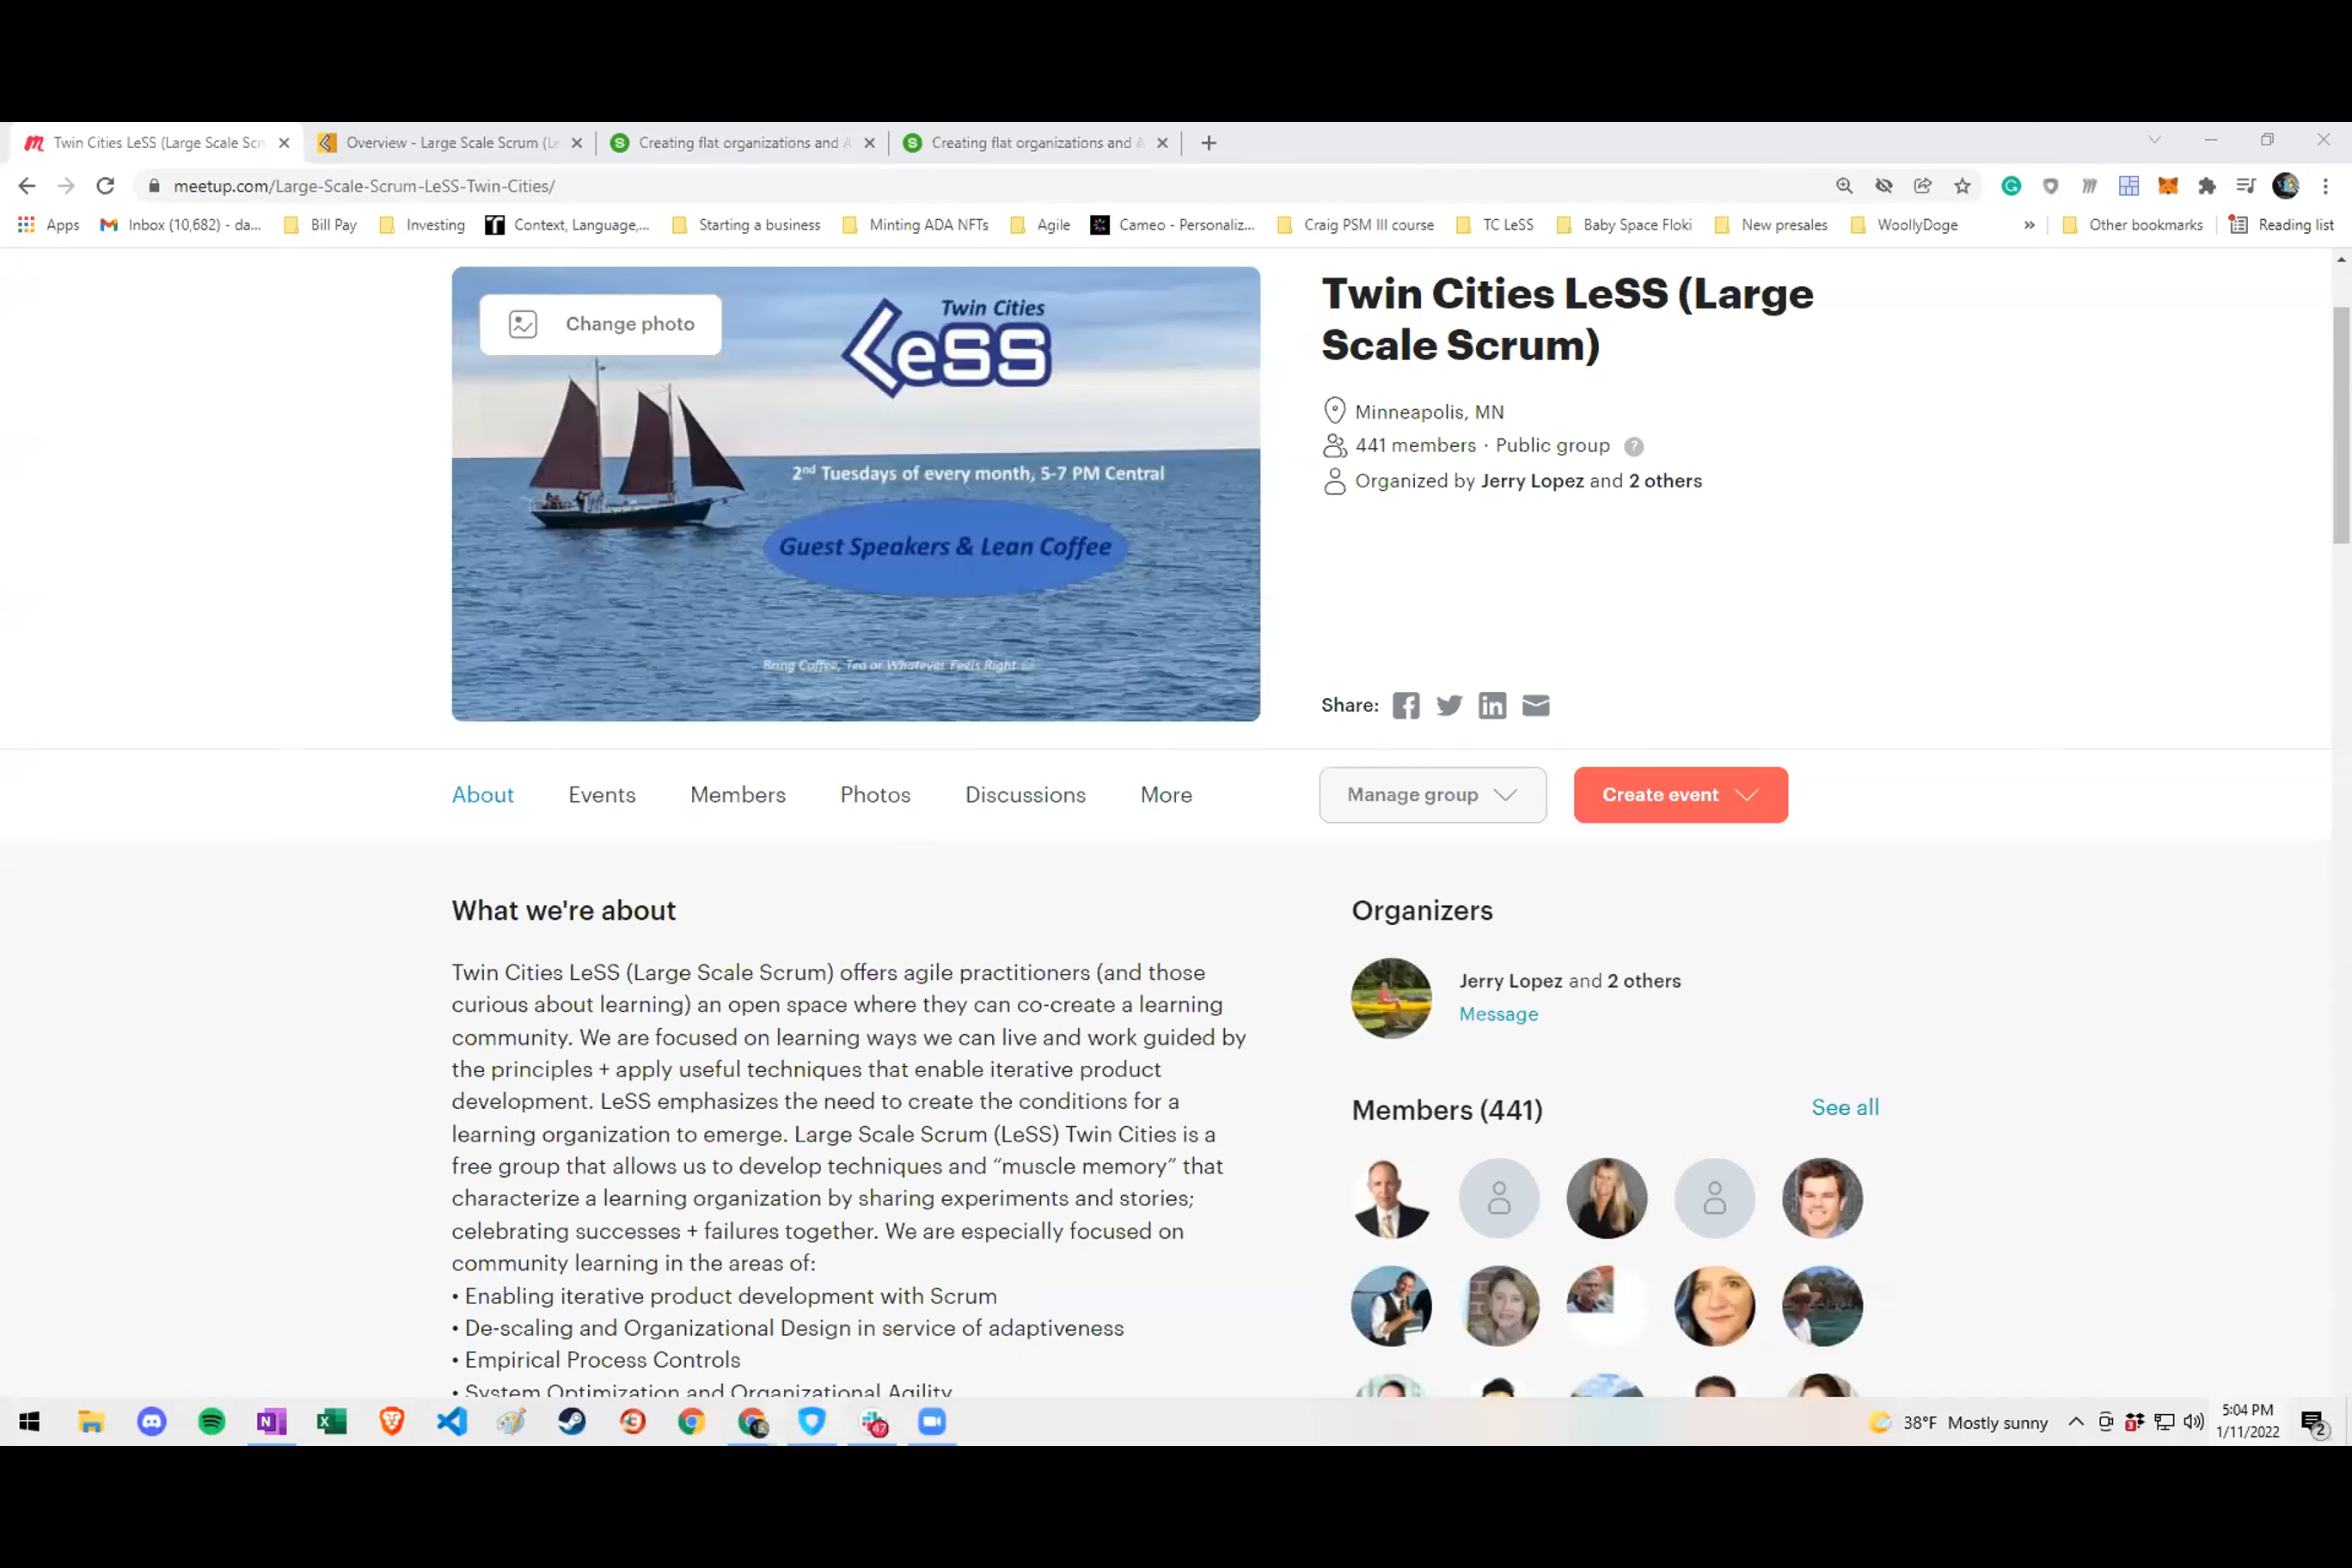 Twin Cities LeSS (Large Scale Scr
Overview - Large Scale Scrum (Le
Creating flat organizations and A
Creating flat organizations and A
meetup.com/Large-Scale-Scrum-LeSS-Twin-Cities/
Apps
Inbox (10,682) - da...
Bill Pay
Investing
Context, Language,...
Starting a business
Minting ADA NFTs
Agile
Cameo - Personaliz...
Craig PSM III course
TC LeSS
Baby Space Floki
New presales
WoollyDoge
»
Other bookmarks
Reading list
Change photo
Twin Cities
LeSS
2nd Tuesdays of every month, 5-7 PM Central
Guest Speakers & Lean Coffee
Bring Coffee, Tea or Whatever Feels Right ☺
Twin Cities LeSS (Large
Scale Scrum)
Minneapolis, MN
441 members · Public group ?
Organized by Jerry Lopez and 2 others
Share:
About
Events
Members
Photos
Discussions
More
Manage group
Create event
What we're about
Twin Cities LeSS (Large Scale Scrum) offers agile practitioners (and those
curious about learning) an open space where they can co-create a learning
community. We are focused on learning ways we can live and work guided by
the principles + apply useful techniques that enable iterative product
development. LeSS emphasizes the need to create the conditions for a
learning organization to emerge. Large Scale Scrum (LeSS) Twin Cities is a
free group that allows us to develop techniques and “muscle memory” that
characterize a learning organization by sharing experiments and stories;
celebrating successes + failures together. We are especially focused on
community learning in the areas of:
• Enabling iterative product development with Scrum
• De-scaling and Organizational Design in service of adaptiveness
• Empirical Process Controls
• System Optimization and Organizational Agility
Organizers
Jerry Lopez and 2 others
Message
Members (441)
See all
47
38°F Mostly sunny
5:04 PM
1/11/2022
2